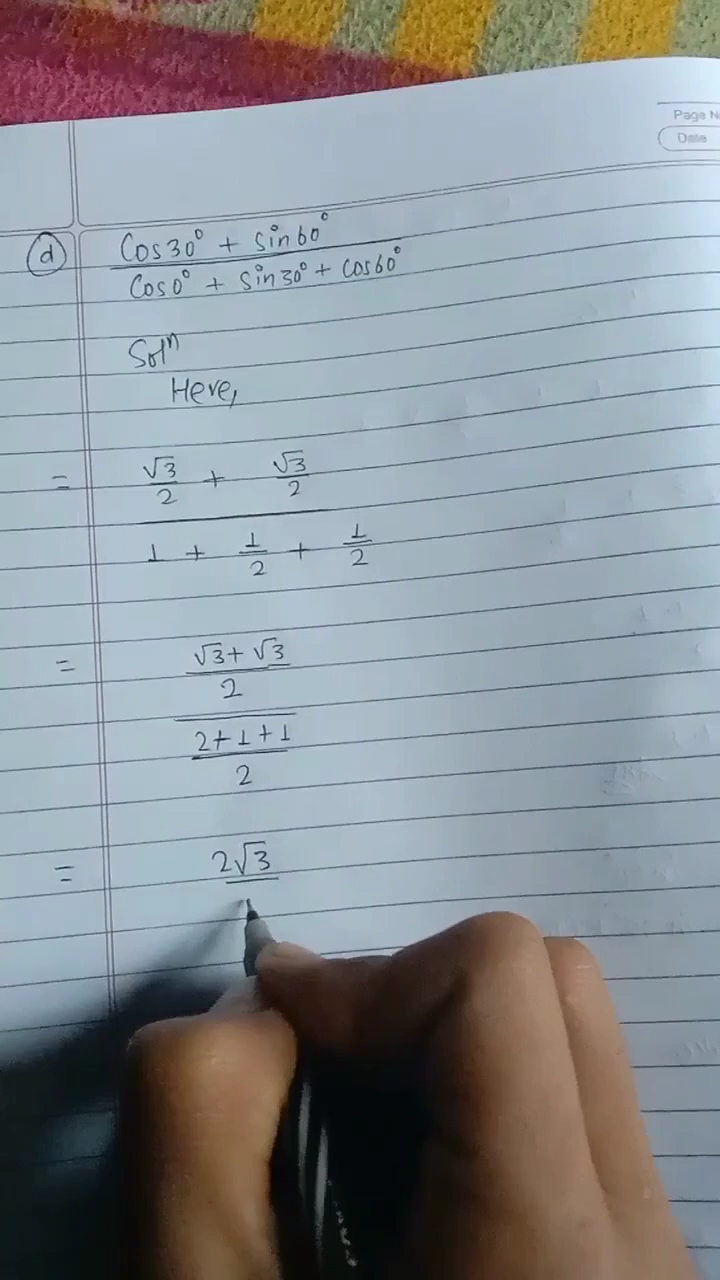 Page N
Date
(d) Cos30° + Sin60°
Cos0° + Sin30° + Cos60°
Solⁿ
Here,
= √3/2 + √3/2
1 + 1/2 + 1/2
= √3+√3
2
2+1+1
2
= 2√3